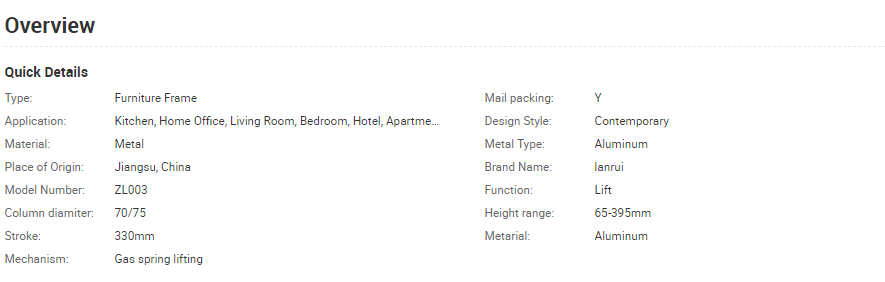 Overview
Quick Details
Type: Furniture Frame Mail packing: Y
Application: Kitchen, Home Office, Living Room, Bedroom, Hotel, Apartme... Design Style: Contemporary
Material: Metal Metal Type: Aluminum
Place of Origin: Jiangsu, China Brand Name: lanrui
Model Number: ZL003 Function: Lift
Column diamiter: 70/75 Height range: 65-395mm
Stroke: 330mm Metarial: Aluminum
Mechanism: Gas spring lifting